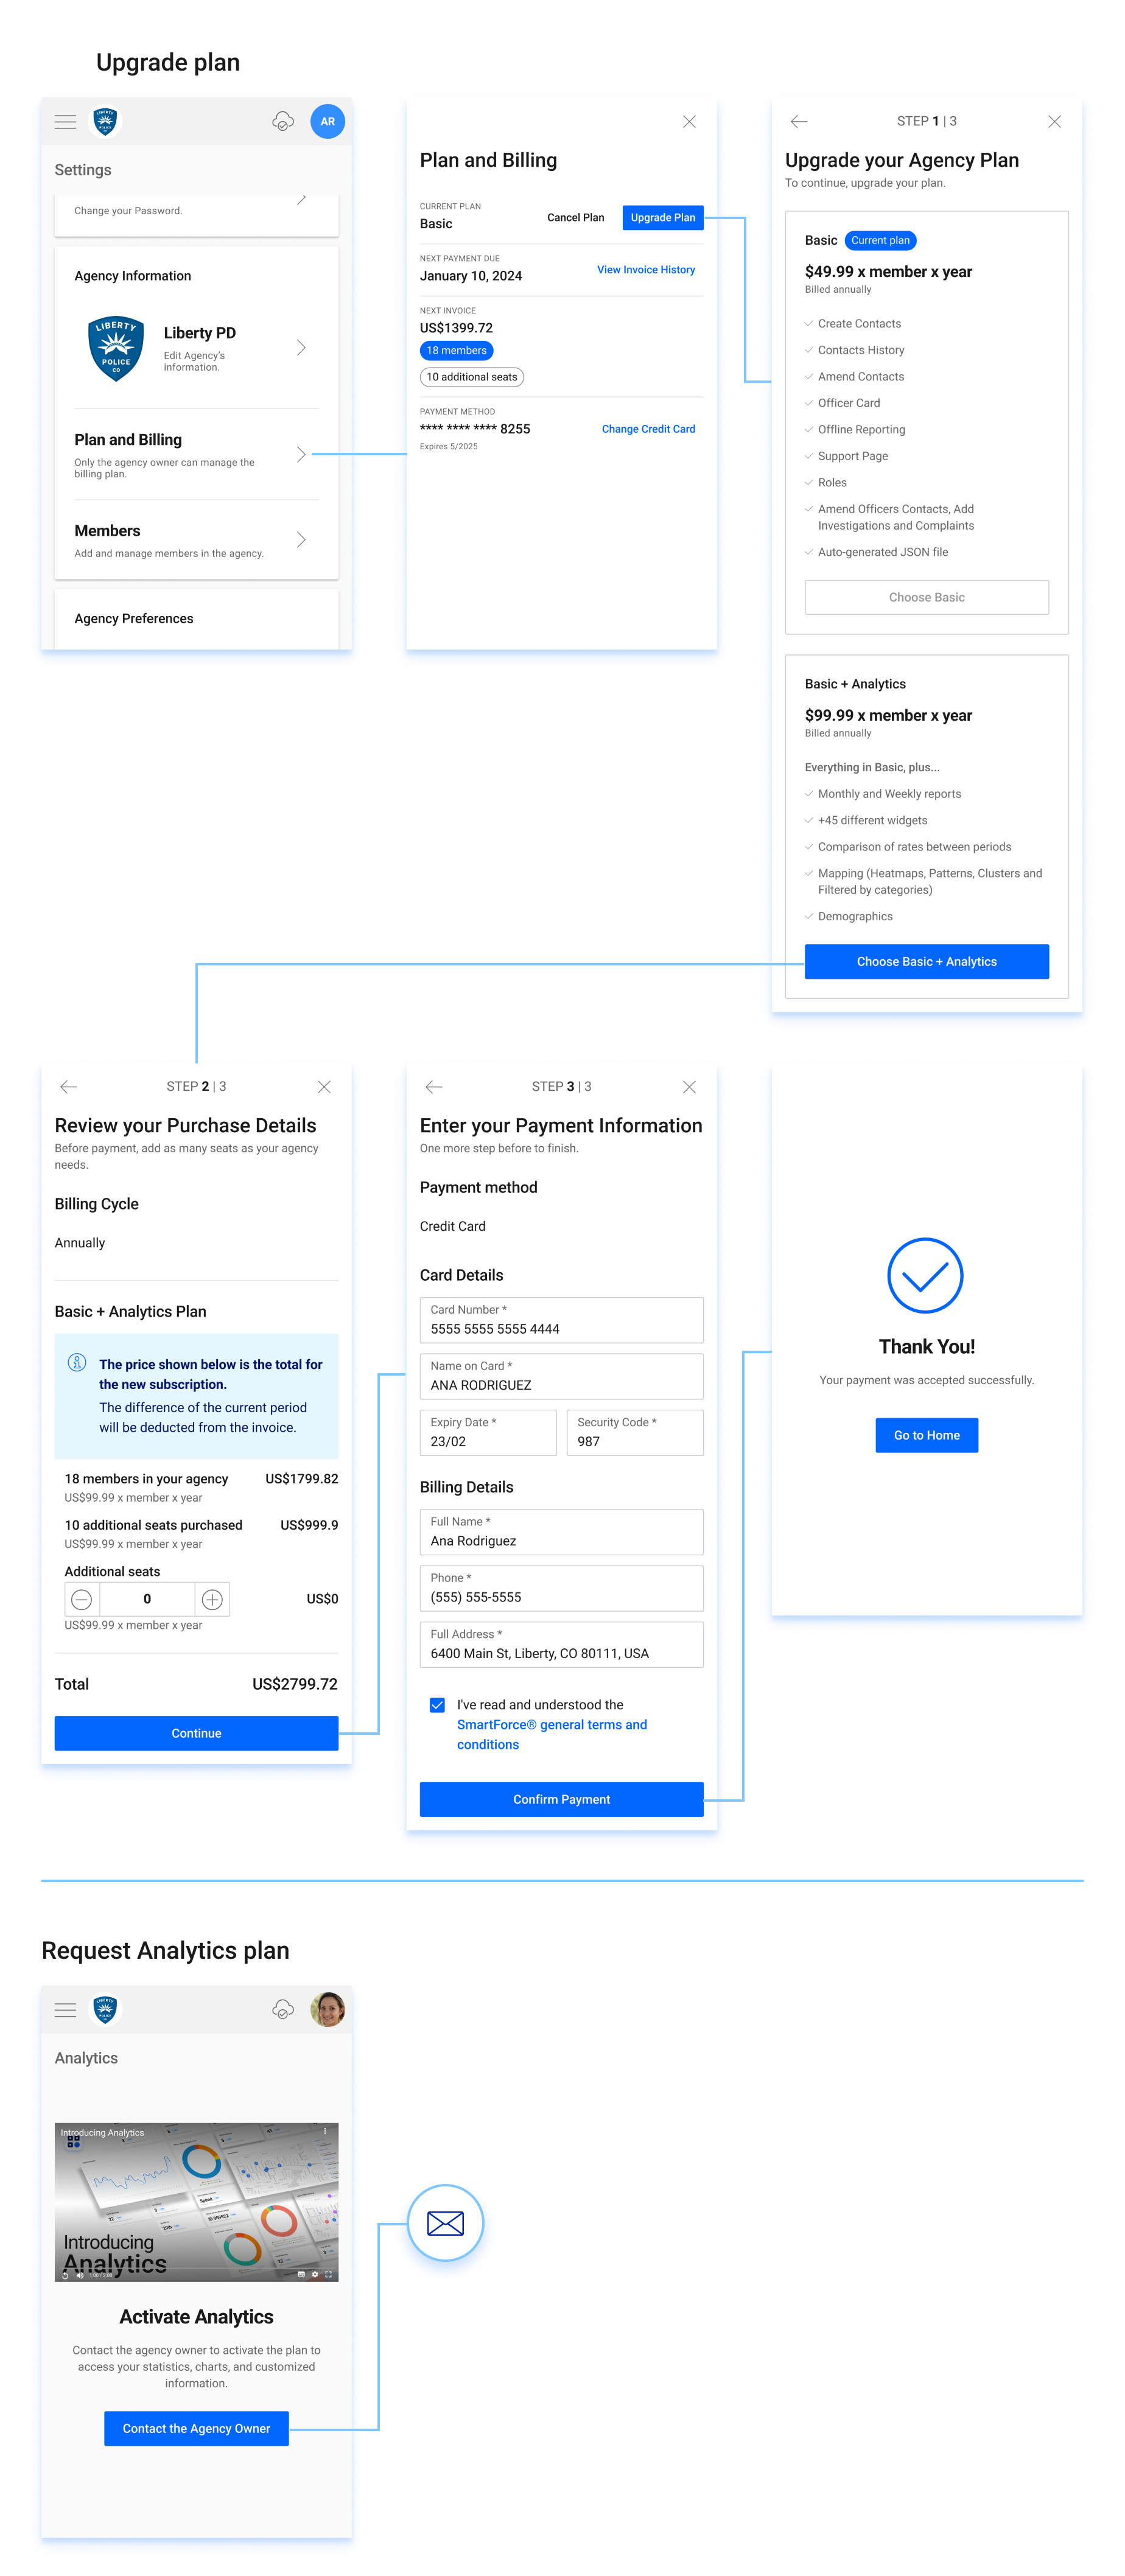 Upgrade plan
LIBERTY
POLICE
AR
Settings
Change your Password.
Agency Information
LIBERTY
POLICE
CO
Liberty PD
Edit Agency's
information.
Plan and Billing
Only the agency owner can manage the
billing plan.
Members
Add and manage members in the agency.
Agency Preferences
Plan and Billing
CURRENT PLAN
Basic
Cancel Plan
Upgrade Plan
NEXT PAYMENT DUE
January 10, 2024
View Invoice History
NEXT INVOICE
US$1399.72
18 members
10 additional seats
PAYMENT METHOD
**** **** **** 8255
Change Credit Card
Expires 5/2025
STEP 1 | 3
Upgrade your Agency Plan
To continue, upgrade your plan.
Basic
Current plan
$49.99 x member x year
Billed annually
Create Contacts
Contacts History
Amend Contacts
Officer Card
Offline Reporting
Support Page
Roles
Amend Officers Contacts, Add
Investigations and Complaints
Auto-generated JSON file
Choose Basic
Basic + Analytics
$99.99 x member x year
Billed annually
Everything in Basic, plus...
Monthly and Weekly reports
+45 different widgets
Comparison of rates between periods
Mapping (Heatmaps, Patterns, Clusters and
Filtered by categories)
Demographics
Choose Basic + Analytics
STEP 2 | 3
Review your Purchase Details
Before payment, add as many seats as your agency
needs.
Billing Cycle
Annually
Basic + Analytics Plan
The price shown below is the total for
the new subscription.
The difference of the current period
will be deducted from the invoice.
18 members in your agency US$1799.82
US$99.99 x member x year
10 additional seats purchased US$999.9
US$99.99 x member x year
Additional seats
0 US$0
US$99.99 x member x year
Total US$2799.72
Continue
STEP 3 | 3
Enter your Payment Information
One more step before to finish.
Payment method
Credit Card
Card Details
Card Number *
5555 5555 5555 4444
Name on Card *
ANA RODRIGUEZ
Expiry Date * Security Code *
23/02 987
Billing Details
Full Name *
Ana Rodriguez
Phone *
(555) 555-5555
Full Address *
6400 Main St, Liberty, CO 80111, USA
I've read and understood the
SmartForce® general terms and
conditions
Confirm Payment
Thank You!
Your payment was accepted successfully.
Go to Home
Request Analytics plan
LIBERTY
POLICE
Analytics
Introducing Analytics
Introducing
Analytics
Activate Analytics
Contact the agency owner to activate the plan to
access your statistics, charts, and customized
information.
Contact the Agency Owner